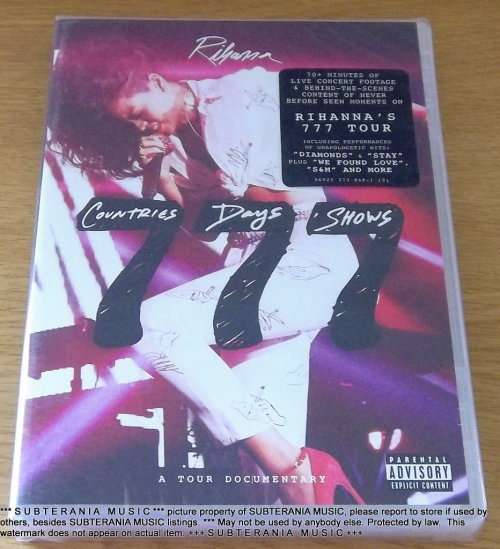 Rihanna
70+ MINUTES OF
LIVE CONCERT FOOTAGE
& BEHIND-THE-SCENES
CONTENT OF NEVER
BEFORE SEEN MOMENTS ON
RIHANNA'S
777 TOUR
INCLUDING PERFORMANCES
OF UNAPOLOGETIC HITS:
"DIAMONDS" & "STAY"
PLUS "WE FOUND LOVE",
"S&M" AND MORE
COUNTRIES DAYS SHOWS
777
A TOUR DOCUMENTARY
PARENTAL
ADVISORY
EXPLICIT CONTENT
*** S U B T E R A N I A M U S I C *** picture property of SUBTERANIA MUSIC, please report to store if used by
others, besides SUBTERANIA MUSIC listings. *** May not be used by anybody else. Protected by law. This
watermark does not appear on actual item. +++ S U B T E R A N I A M U S I C +++